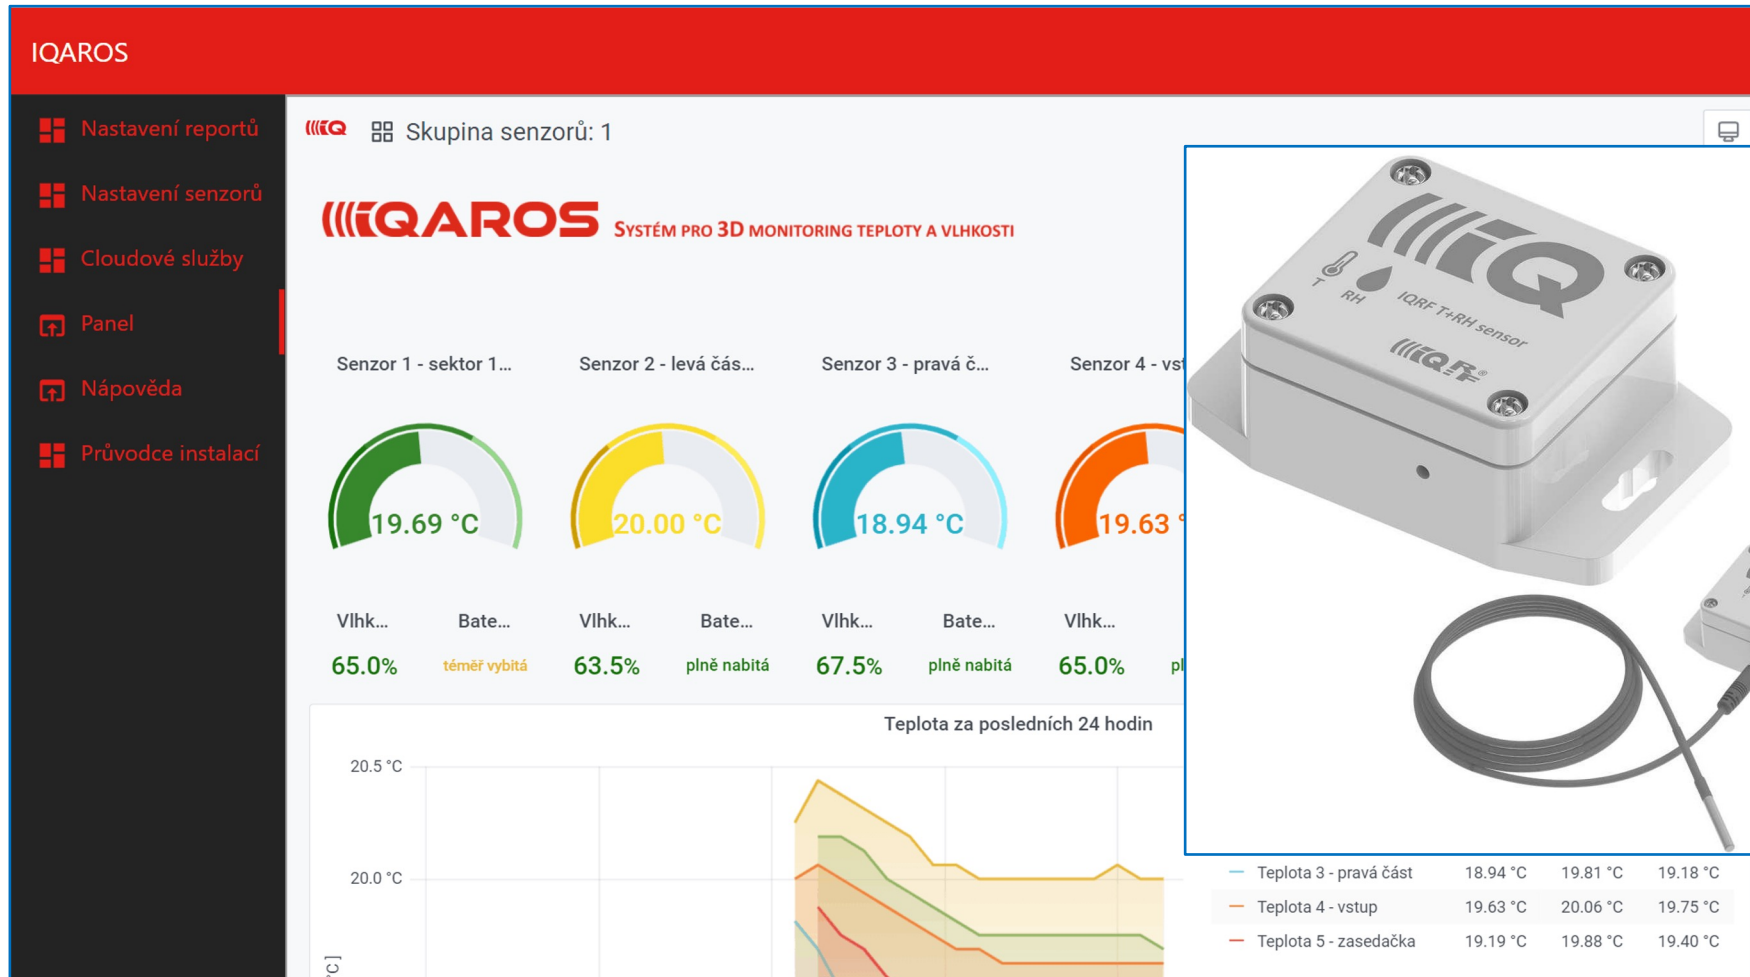 IQAROS
Nastavení reportů
Nastavení senzorů
Cloudové služby
Panel
Nápověda
Průvodce instalací
IQ
Skupina senzorů: 1
IQAROS SYSTÉM PRO 3D MONITORING TEPLOTY A VLHKOSTI
Senzor 1 - sektor 1... Senzor 2 - levá čás... Senzor 3 - pravá č... Senzor 4 - vst
19.69 °C 20.00 °C 18.94 °C 19.63 °
Vlhk... Bate... Vlhk... Bate... Vlhk... Bate... Vlhk...
65.0% téměř vybitá 63.5% plně nabitá 67.5% plně nabitá 65.0% pl
Teplota za posledních 24 hodin
20.5 °C
20.0 °C
°C]
IQ
T RH IQRF T+RH sensor
IQRF®
Teplota 3 - pravá část 18.94 °C 19.81 °C 19.18 °C
Teplota 4 - vstup 19.63 °C 20.06 °C 19.75 °C
Teplota 5 - zasedačka 19.19 °C 19.88 °C 19.40 °C